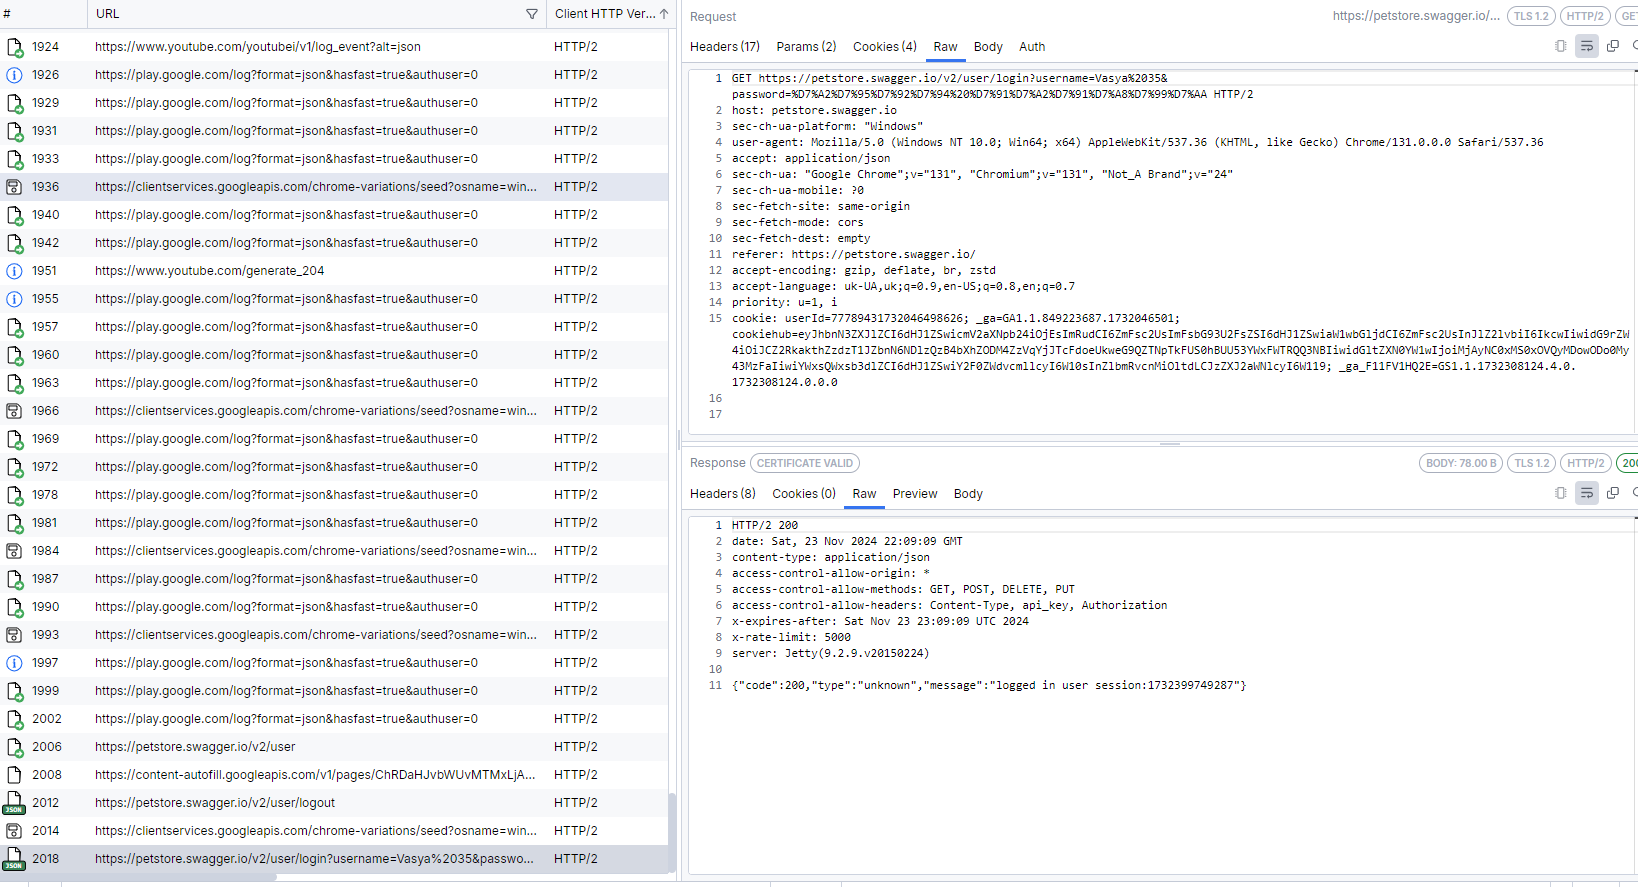 # URL Client HTTP Ver...
1924 https://www.youtube.com/youtubei/v1/log_event?alt=json HTTP/2
1926 https://play.google.com/log?format=json&hasfast=true&authuser=0 HTTP/2
1929 https://play.google.com/log?format=json&hasfast=true&authuser=0 HTTP/2
1931 https://play.google.com/log?format=json&hasfast=true&authuser=0 HTTP/2
1933 https://play.google.com/log?format=json&hasfast=true&authuser=0 HTTP/2
1936 https://clientservices.googleapis.com/chrome-variations/seed?osname=win... HTTP/2
1940 https://play.google.com/log?format=json&hasfast=true&authuser=0 HTTP/2
1942 https://play.google.com/log?format=json&hasfast=true&authuser=0 HTTP/2
1951 https://www.youtube.com/generate_204 HTTP/2
1955 https://play.google.com/log?format=json&hasfast=true&authuser=0 HTTP/2
1957 https://play.google.com/log?format=json&hasfast=true&authuser=0 HTTP/2
1960 https://play.google.com/log?format=json&hasfast=true&authuser=0 HTTP/2
1963 https://play.google.com/log?format=json&hasfast=true&authuser=0 HTTP/2
1966 https://clientservices.googleapis.com/chrome-variations/seed?osname=win... HTTP/2
1969 https://play.google.com/log?format=json&hasfast=true&authuser=0 HTTP/2
1972 https://play.google.com/log?format=json&hasfast=true&authuser=0 HTTP/2
1978 https://play.google.com/log?format=json&hasfast=true&authuser=0 HTTP/2
1981 https://play.google.com/log?format=json&hasfast=true&authuser=0 HTTP/2
1984 https://clientservices.googleapis.com/chrome-variations/seed?osname=win... HTTP/2
1987 https://play.google.com/log?format=json&hasfast=true&authuser=0 HTTP/2
1990 https://play.google.com/log?format=json&hasfast=true&authuser=0 HTTP/2
1993 https://clientservices.googleapis.com/chrome-variations/seed?osname=win... HTTP/2
1997 https://play.google.com/log?format=json&hasfast=true&authuser=0 HTTP/2
1999 https://play.google.com/log?format=json&hasfast=true&authuser=0 HTTP/2
2002 https://play.google.com/log?format=json&hasfast=true&authuser=0 HTTP/2
2006 https://petstore.swagger.io/v2/user HTTP/2
2008 https://content-autofill.googleapis.com/v1/pages/ChRDaHJvbWUvMTMxLjA... HTTP/2
JSON 2012 https://petstore.swagger.io/v2/user/logout HTTP/2
2014 https://clientservices.googleapis.com/chrome-variations/seed?osname=win... HTTP/2
JSON 2018 https://petstore.swagger.io/v2/user/login?username=Vasya%2035&passwo... HTTP/2
Request https://petstore.swagger.io/... TLS 1.2 HTTP/2 GE
Headers (17) Params (2) Cookies (4) Raw Body Auth
1 GET https://petstore.swagger.io/v2/user/login?username=Vasya%2035&
password=%D7%A2%D7%95%D7%92%D7%94%20%D7%91%D7%A2%D7%91%D7%A8%D7%99%D7%AA HTTP/2
2 host: petstore.swagger.io
3 sec-ch-ua-platform: "Windows"
4 user-agent: Mozilla/5.0 (Windows NT 10.0; Win64; x64) AppleWebKit/537.36 (KHTML, like Gecko) Chrome/131.0.0.0 Safari/537.36
5 accept: application/json
6 sec-ch-ua: "Google Chrome";v="131", "Chromium";v="131", "Not_A Brand";v="24"
7 sec-ch-ua-mobile: ?0
8 sec-fetch-site: same-origin
9 sec-fetch-mode: cors
10 sec-fetch-dest: empty
11 referer: https://petstore.swagger.io/
12 accept-encoding: gzip, deflate, br, zstd
13 accept-language: uk-UA,uk;q=0.9,en-US;q=0.8,en;q=0.7
14 priority: u=1, i
15 cookie: userId=77789431732046498626; _ga=GA1.1.849223687.1732046501;
_ga_F11FV1HQ2E=GS1.1.1732308124.4.0.
1732308124.0.0.0
16
17
Response CERTIFICATE VALID BODY: 78.00 B TLS 1.2 HTTP/2 200
Headers (8) Cookies (0) Raw Preview Body
1 HTTP/2 200
2 date: Sat, 23 Nov 2024 22:09:09 GMT
3 content-type: application/json
4 access-control-allow-origin: *
5 access-control-allow-methods: GET, POST, DELETE, PUT
6 access-control-allow-headers: Content-Type, api_key, Authorization
7 x-expires-after: Sat Nov 23 23:09:09 UTC 2024
8 x-rate-limit: 5000
9 server: Jetty(9.2.9.v20150224)
10
11 {"code":200,"type":"unknown","message":"logged in user session:1732399749287"}